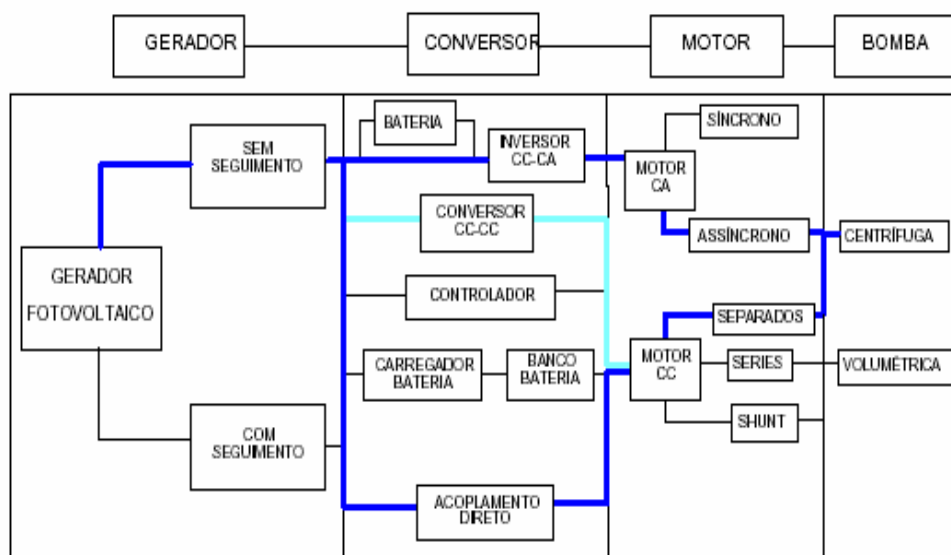 GERADOR
CONVERSOR
MOTOR
BOMBA
BATERIA
SÍNCRONO
SEM
SEGUIMENTO
INVERSOR
CC-CA
MOTOR
CA
CONVERSOR
CC-CC
ASSÍNCRONO
CENTRÍFUGA
GERADOR
FOTOVOLTAICO
CONTROLADOR
SEPARADOS
CARREGADOR
BATERIA
BANCO
BATERIA
MOTOR
CC
SERIES
VOLUMÉTRICA
COM
SEGUIMENTO
SHUNT
ACOPLAMENTO
DIRETO